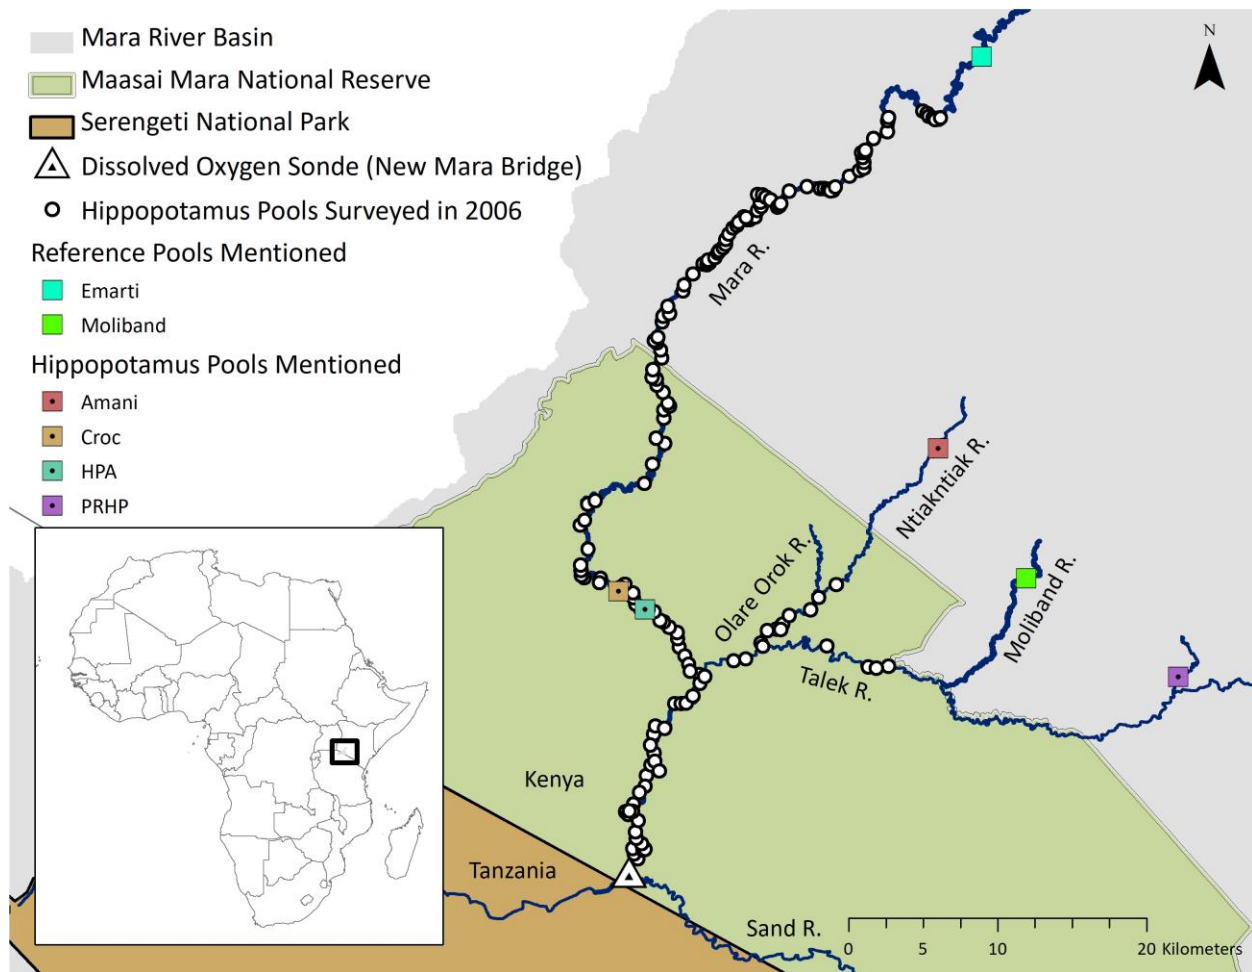 Mara River Basin
Maasai Mara National Reserve
Serengeti National Park
Dissolved Oxygen Sonde (New Mara Bridge)
Hippopotamus Pools Surveyed in 2006
Reference Pools Mentioned
Emarti
Moliband
Hippopotamus Pools Mentioned
Amani
Croc
HPA
PRHP
N
Mara R.
Ntiakntiak R.
Olare Orok R.
Moliband R.
Talek R.
Kenya
Tanzania
Sand R.
0 5 10 20 Kilometers